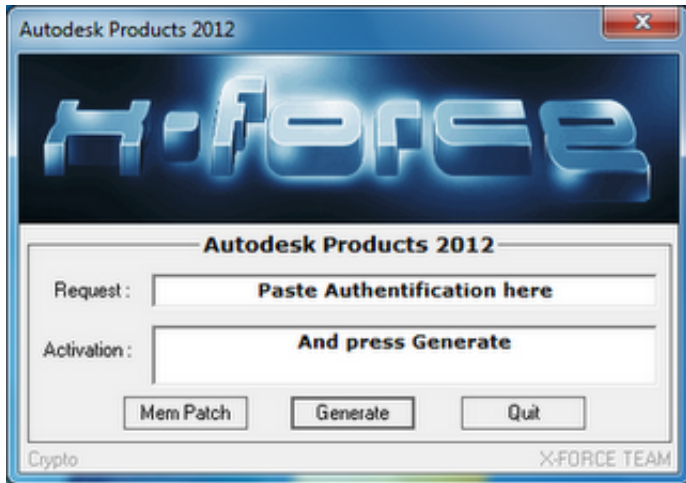 Autodesk Products 2012
x-force
Autodesk Products 2012
Request :
Paste Authentification here
Activation :
And press Generate
Mem Patch
Generate
Quit
Crypto
X-FORCE TEAM